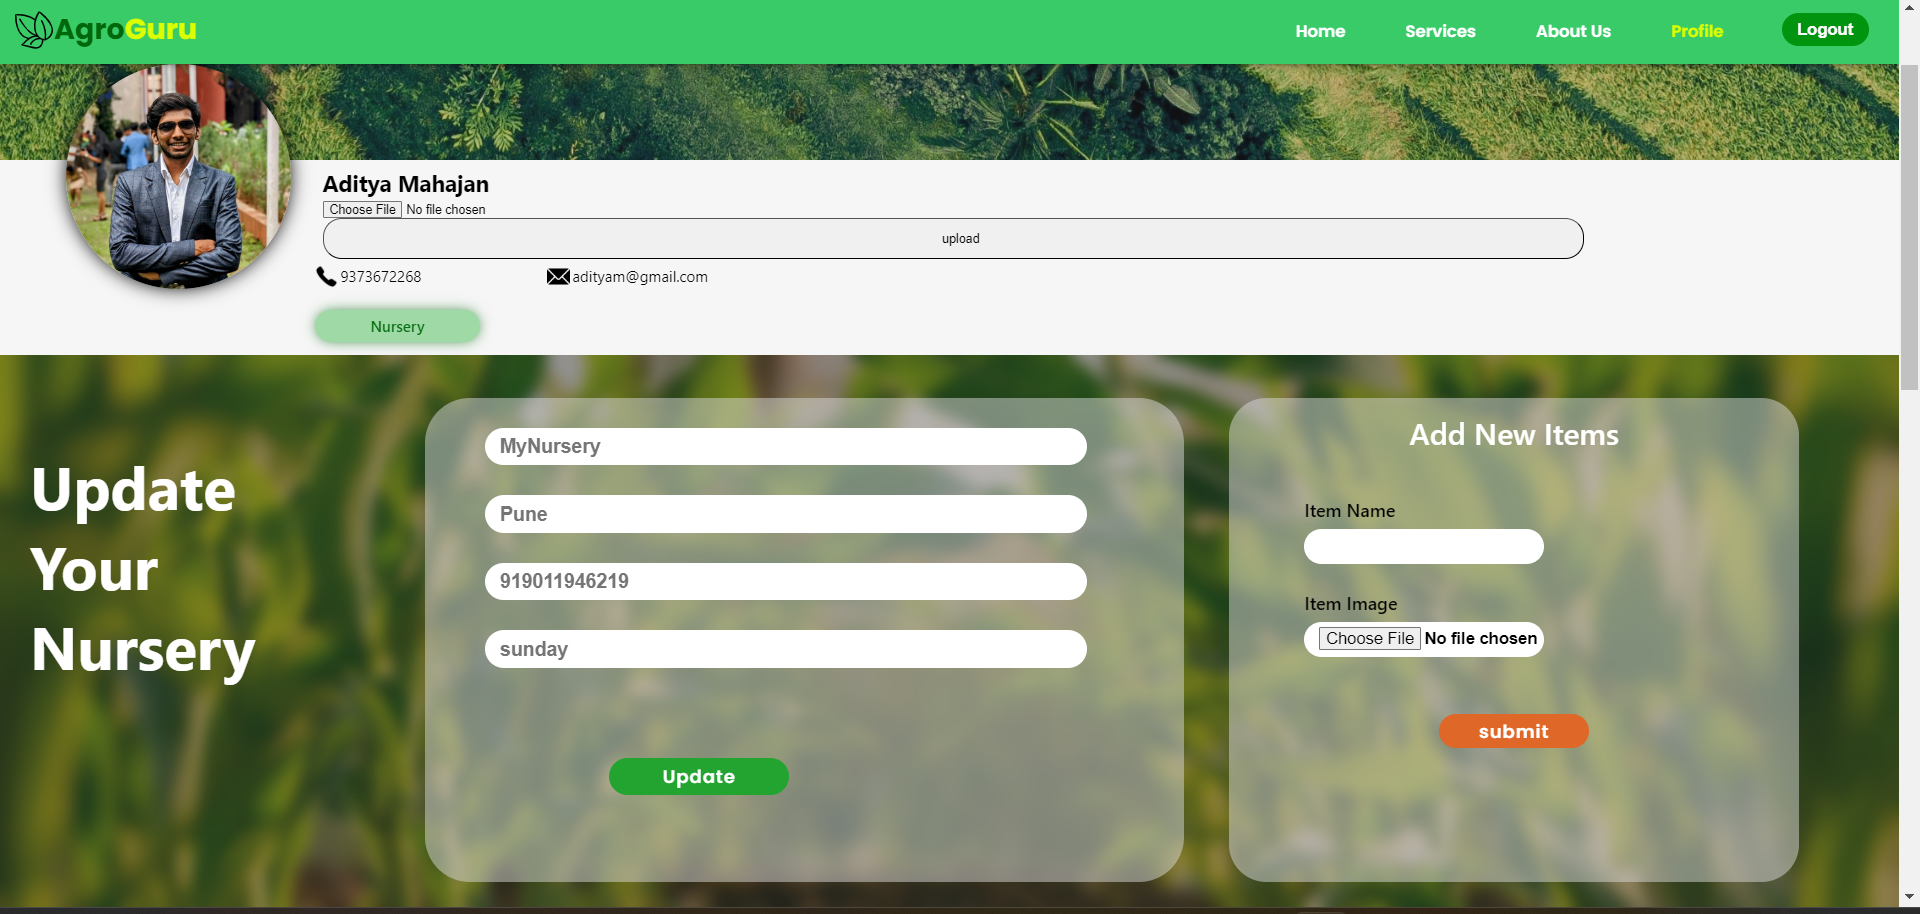 AgroGuru
Home Services About Us Profile Logout
Aditya Mahajan
Choose File No file chosen
upload
9373672268 adityam@gmail.com
Nursery
Update
Your
Nursery
MyNursery
Pune
919011946219
sunday
Update
Add New Items
Item Name
Item Image
Choose File No file chosen
submit